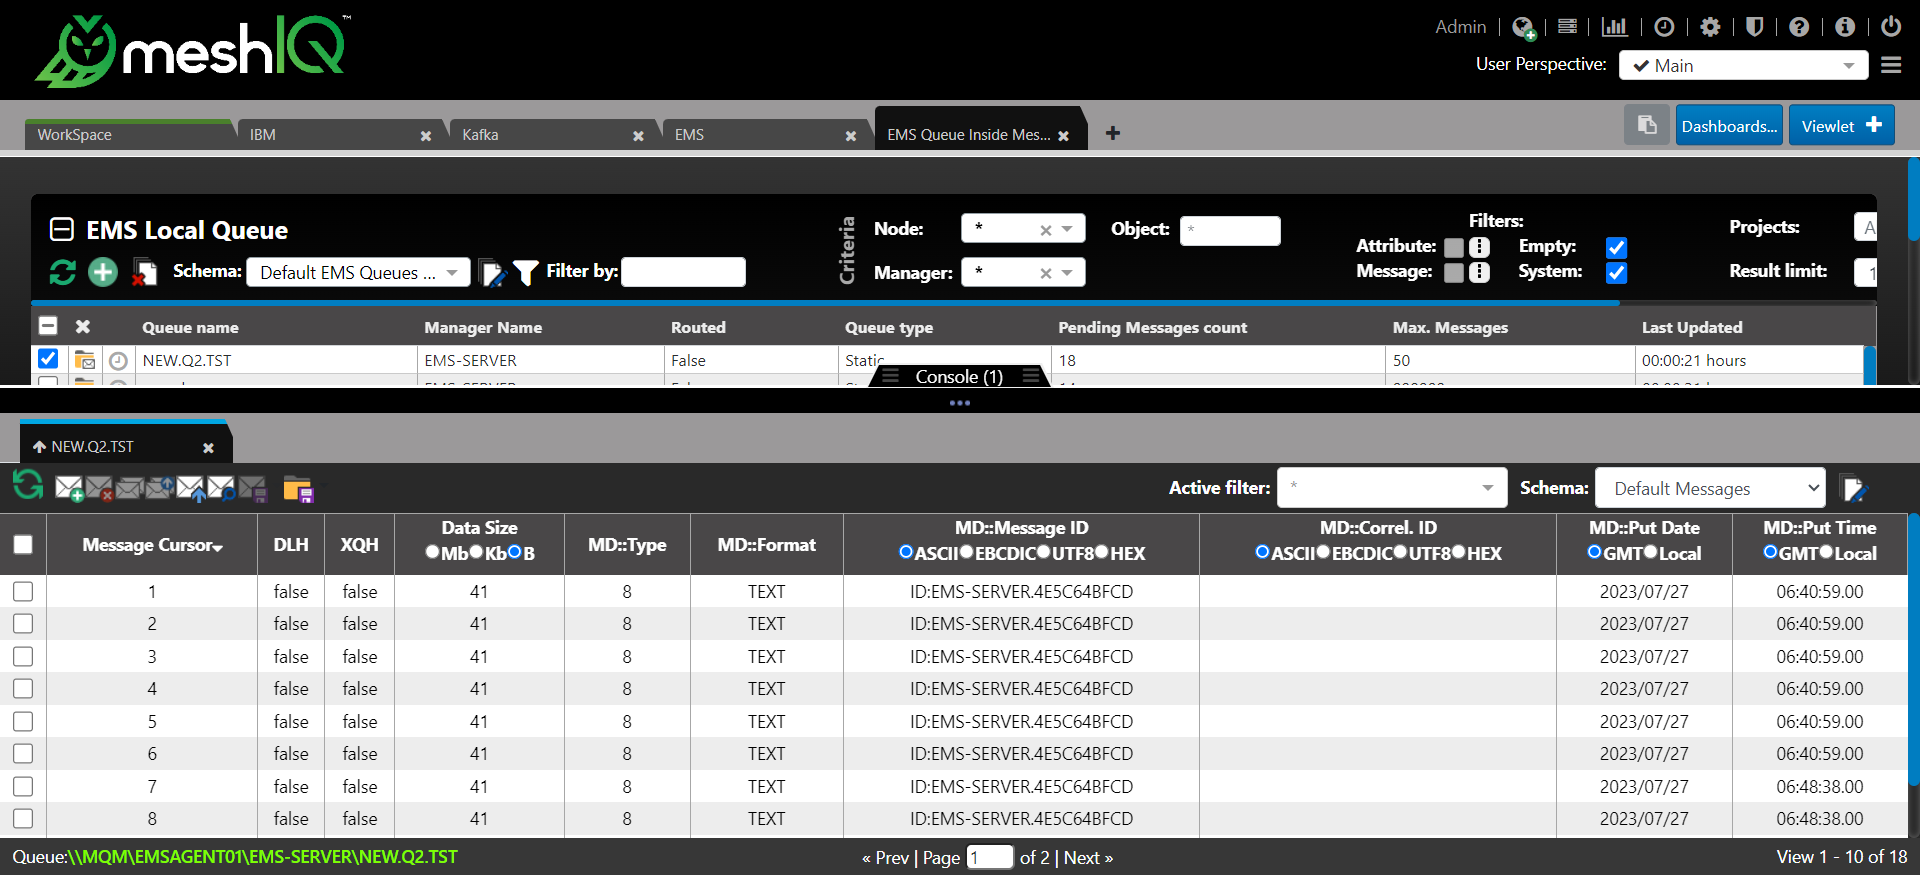 meshIQ™
Admin
User Perspective: Main
WorkSpace IBM Kafka EMS EMS Queue Inside Mes... Dashboards... Viewlet +
EMS Local Queue
Schema: Default EMS Queues ... Filter by:
Criteria
Node: * Object: *
Manager: *
Filters:
Attribute: Empty:
Message: System:
Projects: A
Result limit: 1
Queue name Manager Name Routed Queue type Pending Messages count Max. Messages Last Updated
NEW.Q2.TST EMS-SERVER False Static 18 50 00:00:21 hours
Console (1)
NEW.Q2.TST
Active filter: * Schema: Default Messages
Message Cursor DLH XQH Data Size MD::Type MD::Format MD::Message ID MD::Correl. ID MD::Put Date MD::Put Time
Mb Kb B ASCII EBCDIC UTF8 HEX ASCII EBCDIC UTF8 HEX GMT Local GMT Local
1 false false 41 8 TEXT ID:EMS-SERVER.4E5C64BFCD 2023/07/27 06:40:59.00
2 false false 41 8 TEXT ID:EMS-SERVER.4E5C64BFCD 2023/07/27 06:40:59.00
3 false false 41 8 TEXT ID:EMS-SERVER.4E5C64BFCD 2023/07/27 06:40:59.00
4 false false 41 8 TEXT ID:EMS-SERVER.4E5C64BFCD 2023/07/27 06:40:59.00
5 false false 41 8 TEXT ID:EMS-SERVER.4E5C64BFCD 2023/07/27 06:40:59.00
6 false false 41 8 TEXT ID:EMS-SERVER.4E5C64BFCD 2023/07/27 06:40:59.00
7 false false 41 8 TEXT ID:EMS-SERVER.4E5C64BFCD 2023/07/27 06:48:38.00
8 false false 41 8 TEXT ID:EMS-SERVER.4E5C64BFCD 2023/07/27 06:48:38.00
Queue:\\MQM\EMSAGENT01\EMS-SERVER\NEW.Q2.TST « Prev | Page 1 of 2 | Next » View 1 - 10 of 18